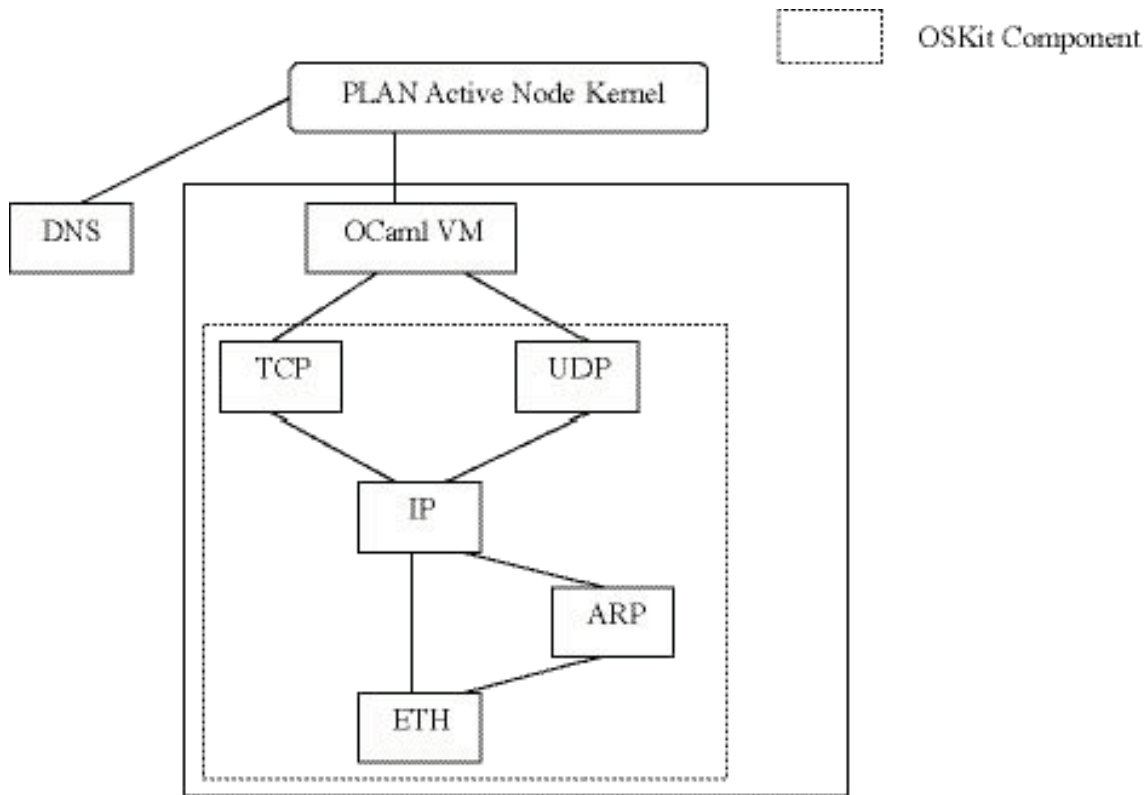 OSKit Component
PLAN Active Node Kernel
DNS
OCaml VM
TCP
UDP
IP
ARP
ETH